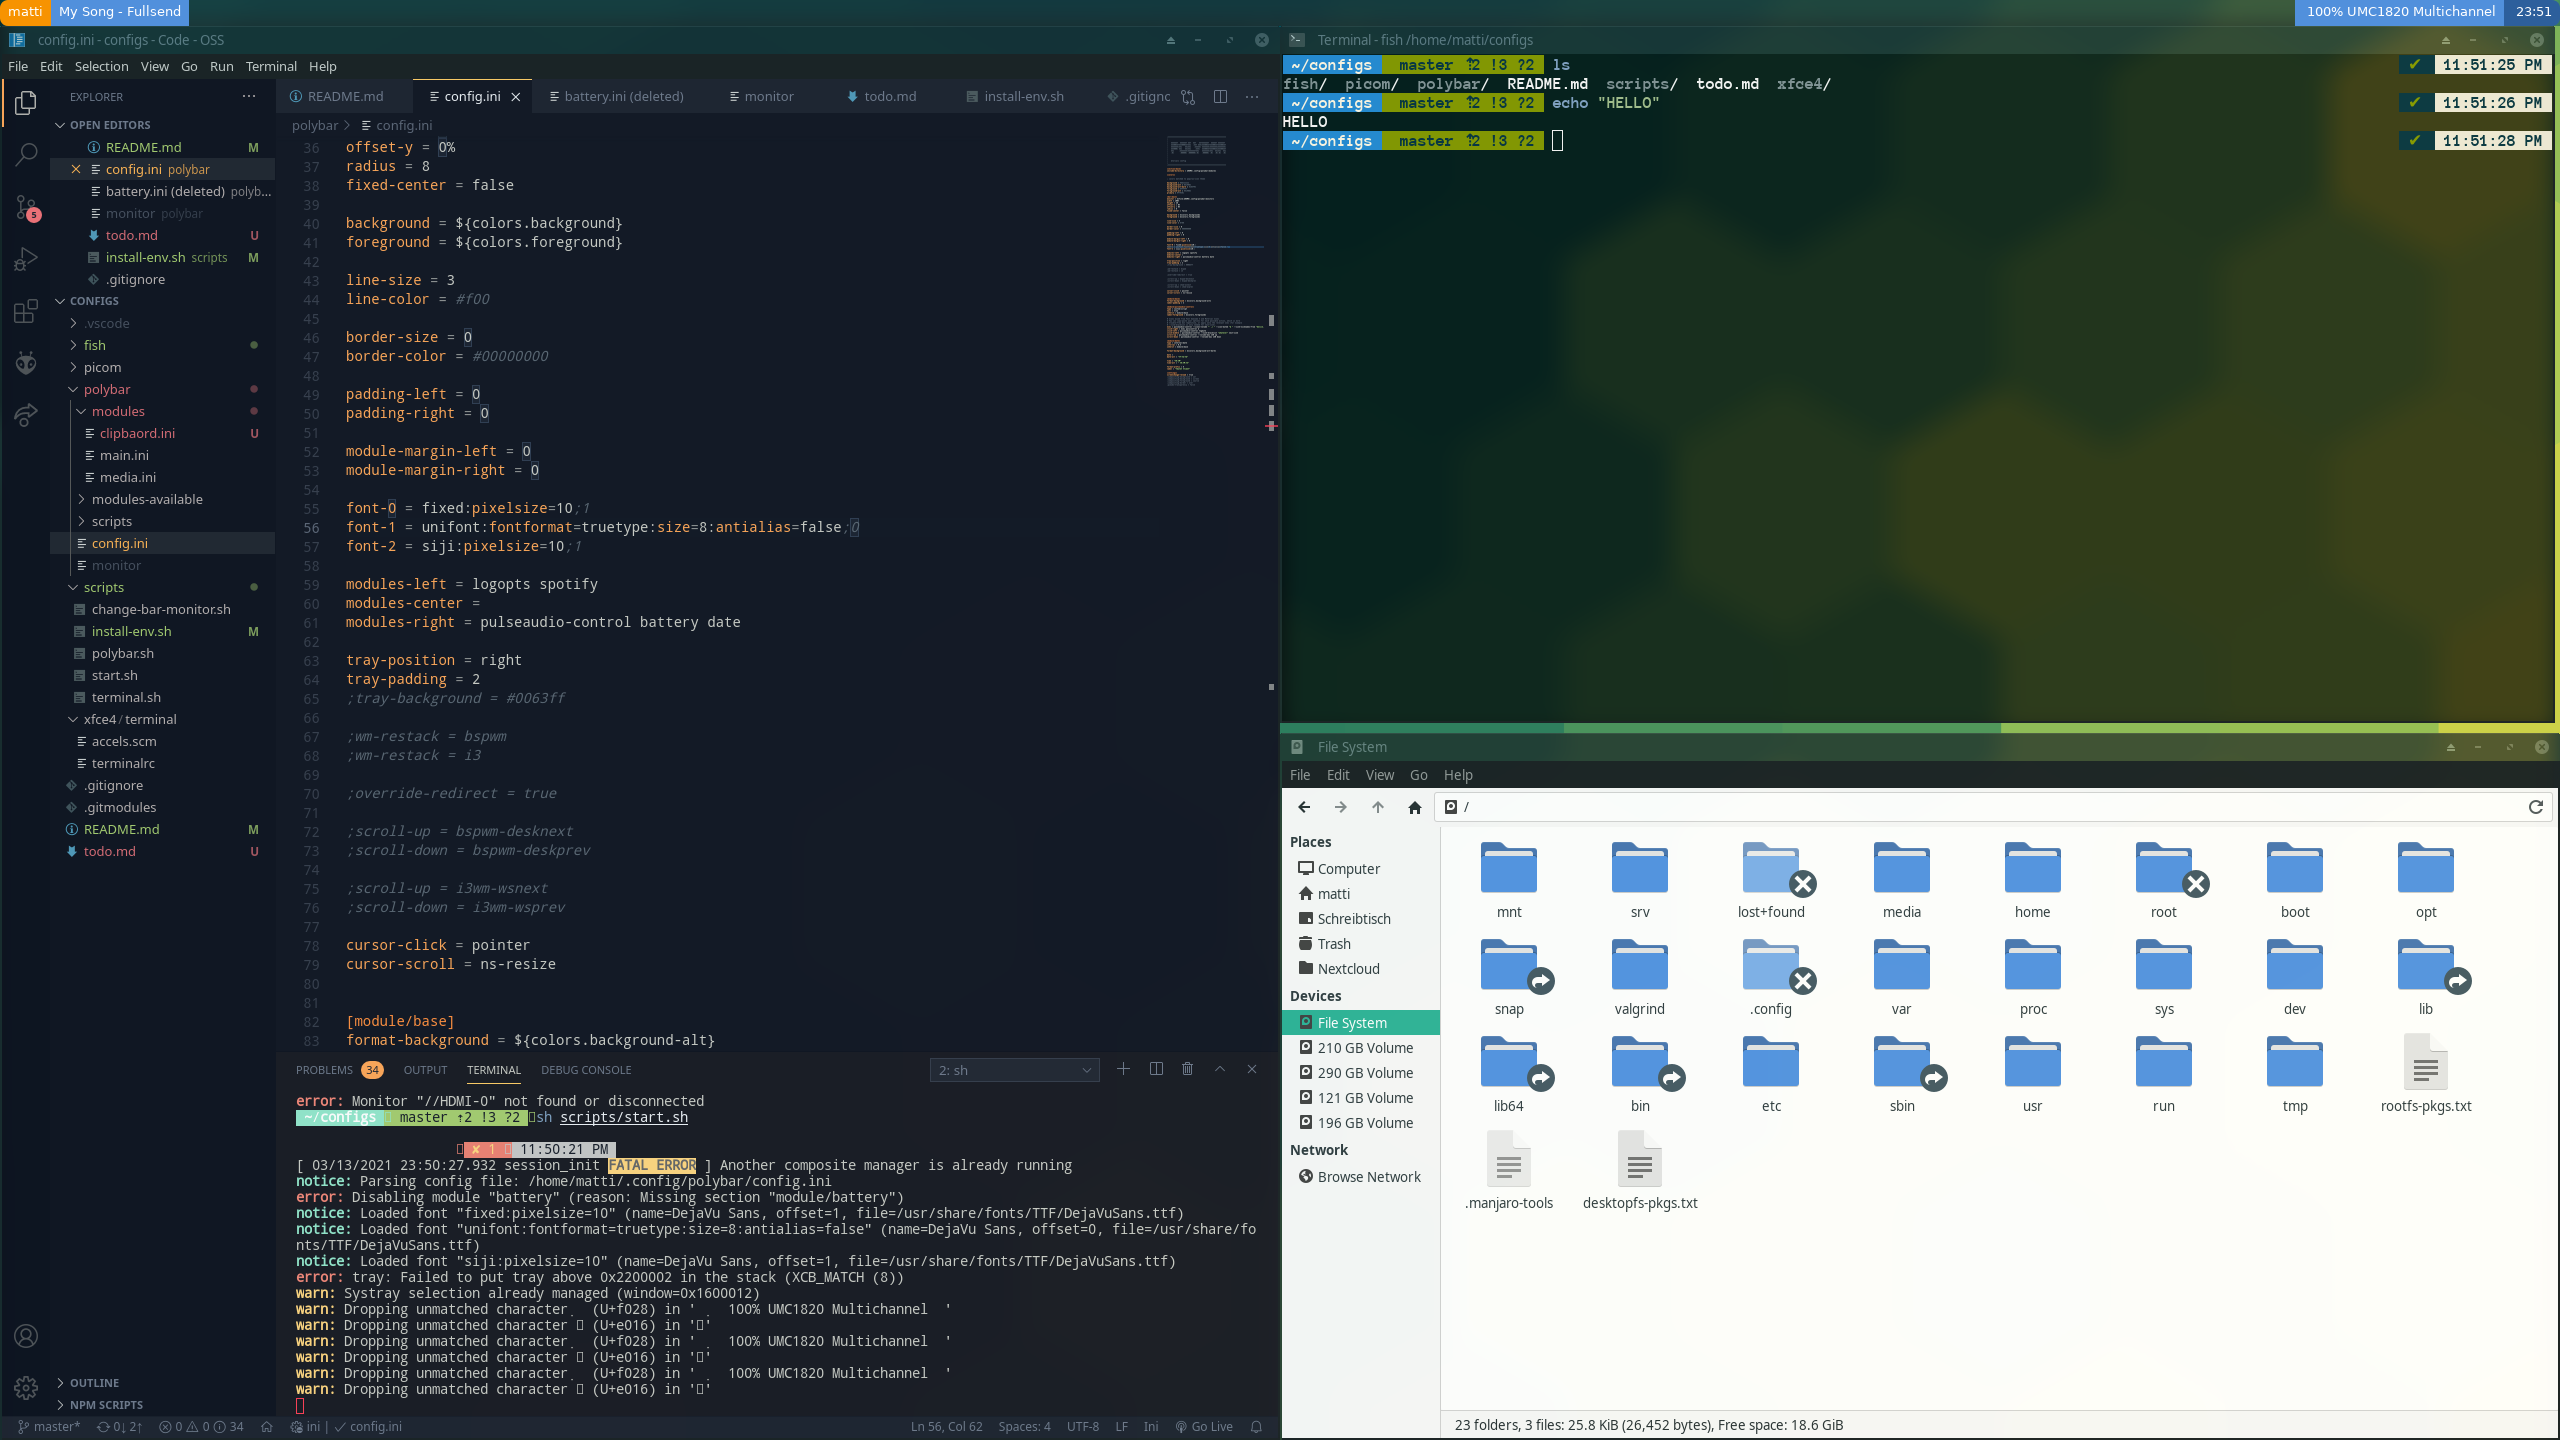 matti My Song - Fullsend 100% UMC1820 Multichannel 23:51
config.ini - configs - Code - OSS
File Edit Selection View Go Run Terminal Help
EXPLORER
OPEN EDITORS
README.md M
config.ini polybar
battery.ini (deleted) polyb...
monitor polybar
todo.md U
install-env.sh scripts M
.gitignore
CONFIGS
.vscode
fish
picom
polybar
modules
clipbaord.ini U
main.ini
media.ini
modules-available
scripts
config.ini
monitor
scripts
change-bar-monitor.sh
install-env.sh M
polybar.sh
start.sh
terminal.sh
xfce4/terminal
accels.scm
terminalrc
.gitignore
.gitmodules
README.md M
todo.md U
OUTLINE
NPM SCRIPTS
5
README.md config.ini battery.ini (deleted) monitor todo.md install-env.sh .gitignc
polybar > config.ini
36 offset-y = 0%
37 radius = 8
38 fixed-center = false
39
40 background = ${colors.background}
41 foreground = ${colors.foreground}
42
43 line-size = 3
44 line-color = #f00
45
46 border-size = 0
47 border-color = #00000000
48
49 padding-left = 0
50 padding-right = 0
51
52 module-margin-left = 0
53 module-margin-right = 0
54
55 font-0 = fixed:pixelsize=10;1
56 font-1 = unifont:fontformat=truetype:size=8:antialias=false;0
57 font-2 = siji:pixelsize=10;1
58
59 modules-left = logopts spotify
60 modules-center =
61 modules-right = pulseaudio-control battery date
62
63 tray-position = right
64 tray-padding = 2
65 ;tray-background = #0063ff
66
67 ;wm-restack = bspwm
68 ;wm-restack = i3
69
70 ;override-redirect = true
71
72 ;scroll-up = bspwm-desknext
73 ;scroll-down = bspwm-deskprev
74
75 ;scroll-up = i3wm-wsnext
76 ;scroll-down = i3wm-wsprev
77
78 cursor-click = pointer
79 cursor-scroll = ns-resize
80
81
82 [module/base]
83 format-background = ${colors.background-alt}
PROBLEMS 34 OUTPUT TERMINAL DEBUG CONSOLE 2: sh
error: Monitor "//HDMI-0" not found or disconnected
~/configs master ⇡2 !3 ?2 sh scripts/start.sh
✘ 1 11:50:21 PM
[ 03/13/2021 23:50:27.932 session_init FATAL ERROR ] Another composite manager is already running
notice: Parsing config file: /home/matti/.config/polybar/config.ini
error: Disabling module "battery" (reason: Missing section "module/battery")
notice: Loaded font "fixed:pixelsize=10" (name=DejaVu Sans, offset=1, file=/usr/share/fonts/TTF/DejaVuSans.ttf)
notice: Loaded font "unifont:fontformat=truetype:size=8:antialias=false" (name=DejaVu Sans, offset=0, file=/usr/share/fo
nts/TTF/DejaVuSans.ttf)
notice: Loaded font "siji:pixelsize=10" (name=DejaVu Sans, offset=1, file=/usr/share/fonts/TTF/DejaVuSans.ttf)
error: tray: Failed to put tray above 0x2200002 in the stack (XCB_MATCH (8))
warn: Systray selection already managed (window=0x1600012)
warn: Dropping unmatched character (U+f028) in ' 100% UMC1820 Multichannel '
warn: Dropping unmatched character ▯ (U+e016) in '▯'
warn: Dropping unmatched character (U+f028) in ' 100% UMC1820 Multichannel '
warn: Dropping unmatched character ▯ (U+e016) in '▯'
warn: Dropping unmatched character (U+f028) in ' 100% UMC1820 Multichannel '
warn: Dropping unmatched character ▯ (U+e016) in '▯'
master* 0↓ 2↑ 0 0 34 ini | ✓ config.ini Ln 56, Col 62 Spaces: 4 UTF-8 LF Ini Go Live
Terminal - fish /home/matti/configs
~/configs master ⇡2 !3 ?2 ls ✔ 11:51:25 PM
fish/ picom/ polybar/ README.md scripts/ todo.md xfce4/
~/configs master ⇡2 !3 ?2 echo "HELLO" ✔ 11:51:26 PM
HELLO
~/configs master ⇡2 !3 ?2 ✔ 11:51:28 PM
File System
File Edit View Go Help
/
Places
Computer
matti
Schreibtisch
Trash
Nextcloud
Devices
File System
210 GB Volume
290 GB Volume
121 GB Volume
196 GB Volume
Network
Browse Network
mnt srv lost+found media home root boot opt
snap valgrind .config var proc sys dev lib
lib64 bin etc sbin usr run tmp rootfs-pkgs.txt
.manjaro-tools desktopfs-pkgs.txt
23 folders, 3 files: 25.8 KiB (26,452 bytes), Free space: 18.6 GiB